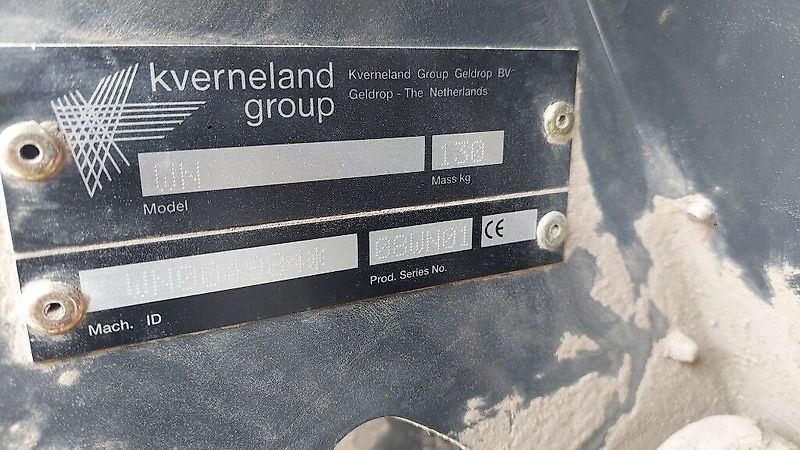 kverneland group
Kverneland Group Geldrop BV
Geldrop - The Netherlands
WN
130
Model
Mass kg
WN004924*
08WN01
CE
Mach. ID
Prod. Series No.